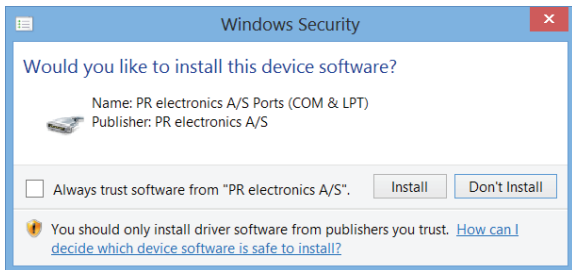 Windows Security
Would you like to install this device software?
Name: PR electronics A/S Ports (COM & LPT)
Publisher: PR electronics A/S
Always trust software from "PR electronics A/S".
Install
Don't Install
You should only install driver software from publishers you trust. How can I
decide which device software is safe to install?